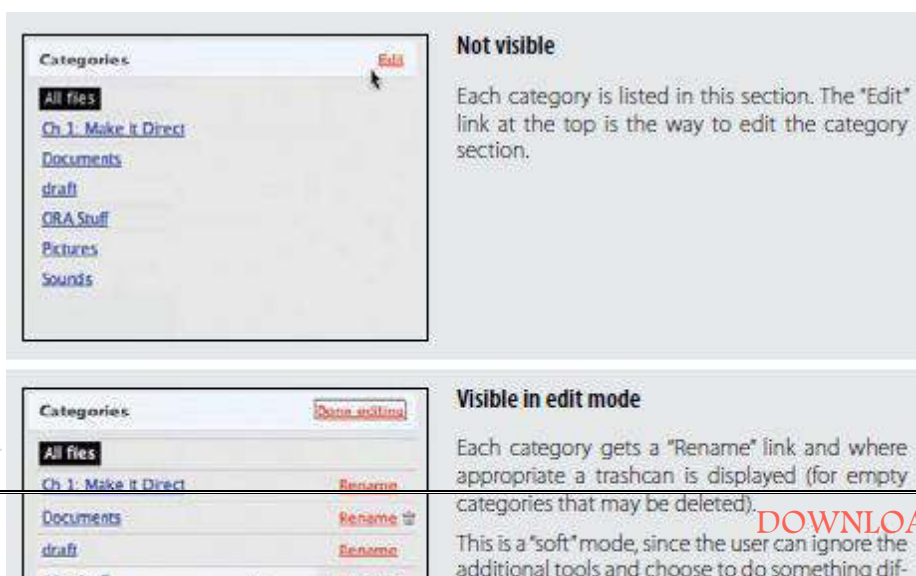 Categories Edit
All files
Ch 1: Make it Direct
Documents
draft
ORA Stuff
Pictures
Sounds
Not visible
Each category is listed in this section. The "Edit"
link at the top is the way to edit the category
section.
Categories Done editing
All files
Ch 1: Make it Direct Rename
Documents Rename
draft Rename
Visible in edit mode
Each category gets a "Rename" link and where
appropriate a trashcan is displayed (for empty
categories that may be deleted).
DOWNLOA
This is a "soft" mode, since the user can ignore the
additional tools and choose to do something dif-